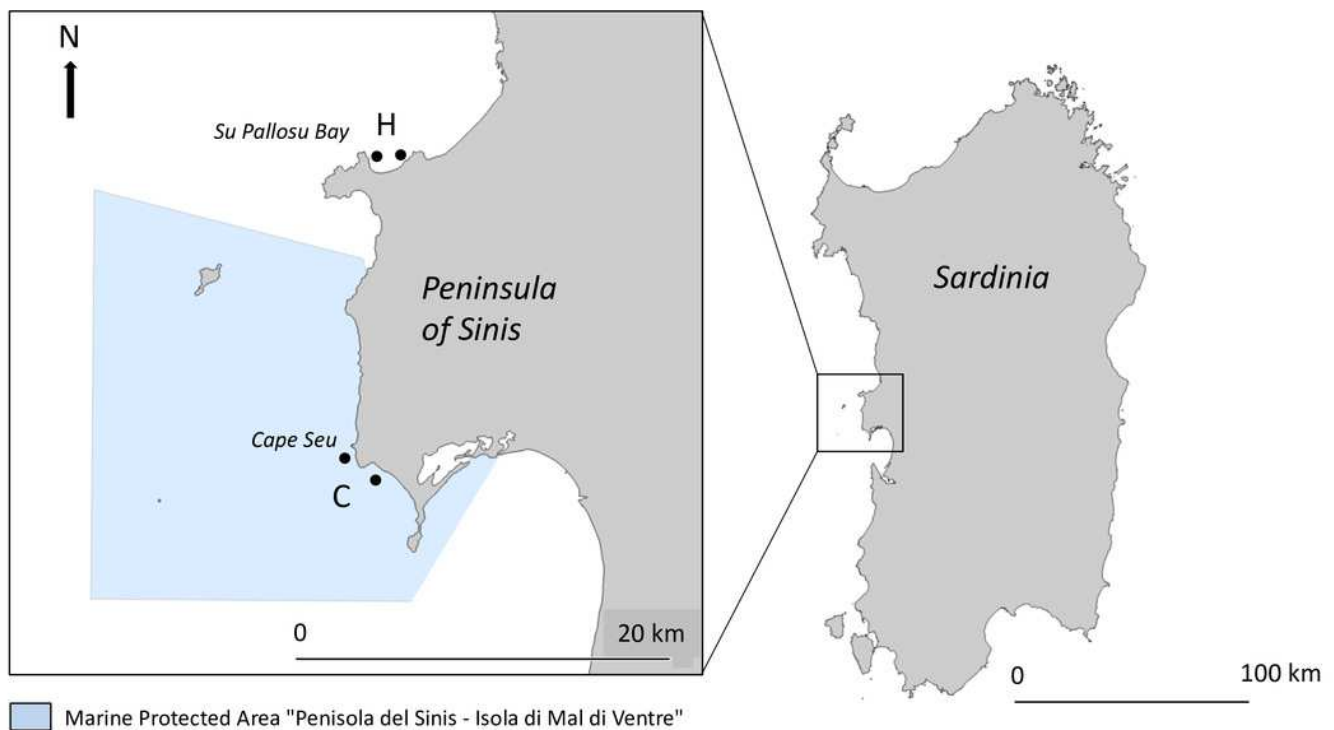 N
Su Pallosu Bay
H
Peninsula
of Sinis
Cape Seu
C
0
20 km
Sardinia
0
100 km
Marine Protected Area "Penisola del Sinis - Isola di Mal di Ventre"